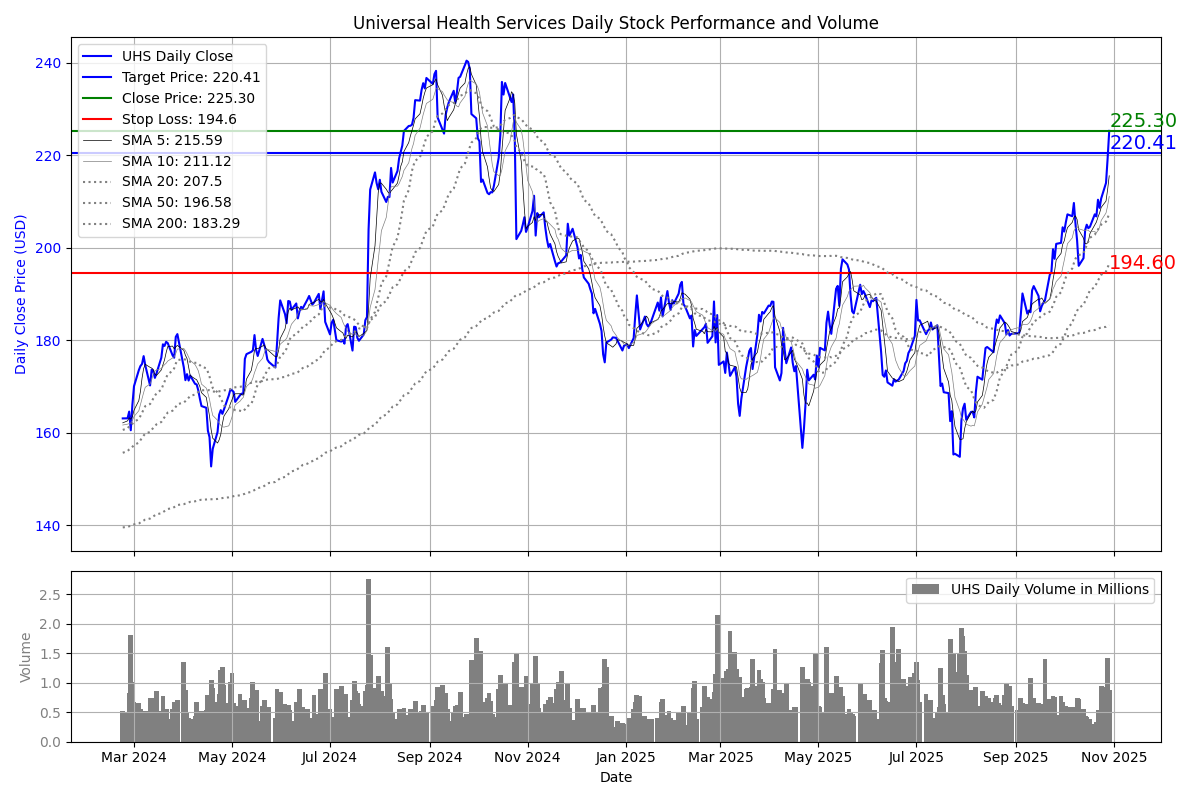 Universal Health Services Daily Stock Performance and Volume
UHS Daily Close
Target Price: 220.41
Close Price: 225.30
Stop Loss: 194.6
SMA 5: 215.59
SMA 10: 211.12
SMA 20: 207.5
SMA 50: 196.58
SMA 200: 183.29
225.30
220.41
194.60
240
220
200
180
160
140
Daily Close Price (USD)
UHS Daily Volume in Millions
2.5
2.0
1.5
1.0
0.5
0.0
Volume
Mar 2024 May 2024 Jul 2024 Sep 2024 Nov 2024 Jan 2025 Mar 2025 May 2025 Jul 2025 Sep 2025 Nov 2025
Date